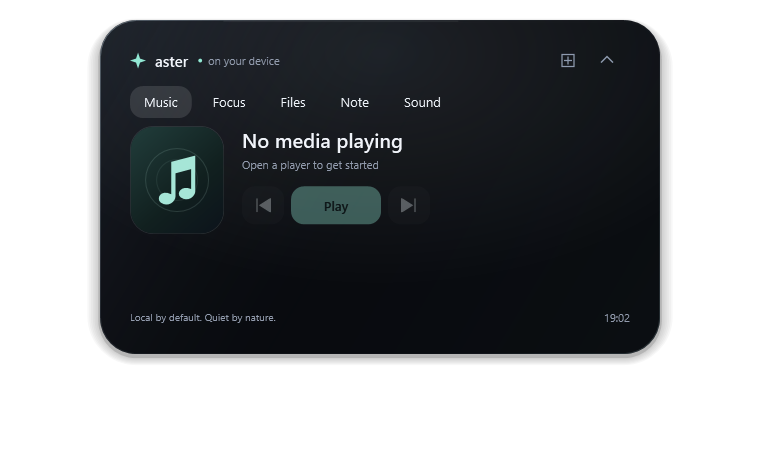 aster • on your device
Music Focus Files Note Sound
No media playing
Open a player to get started
Play
Local by default. Quiet by nature.
19:02